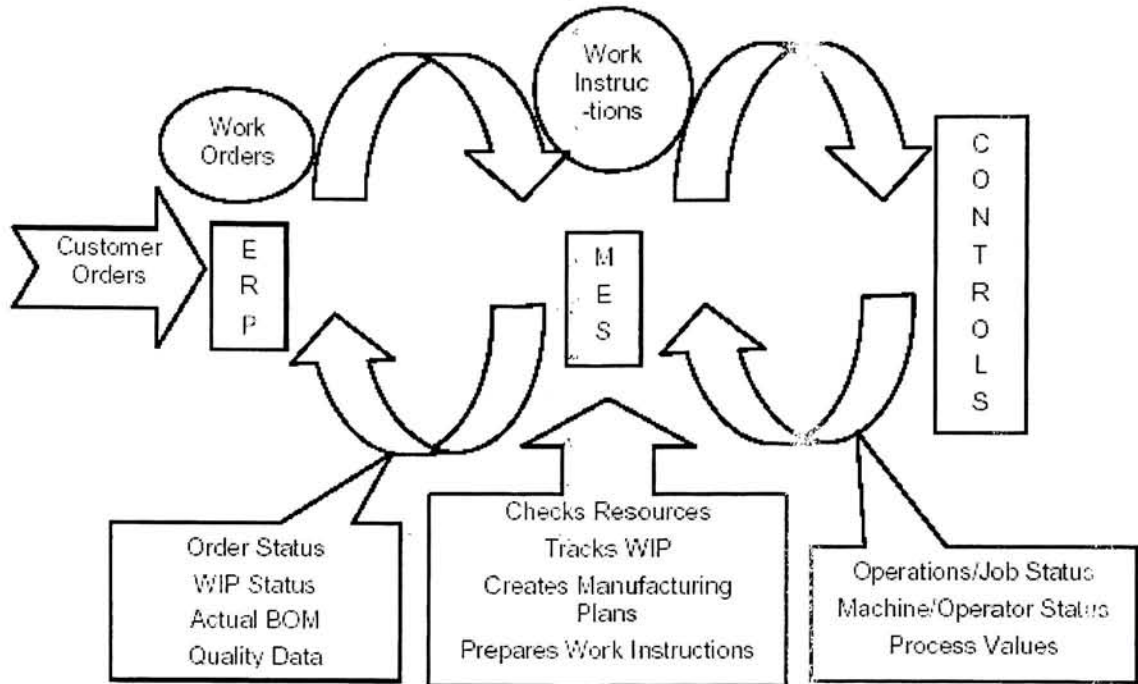 Work
Orders
Work
Instruc
-tions
Customer
Orders
E
R
P
M
E
S
C
O
N
T
R
O
L
S
Order Status
WIP Status
Actual BOM
Quality Data
Checks Resources
Tracks WIP
Creates Manufacturing
Plans
Prepares Work Instructions
Operations/Job Status
Machine/Operator Status
Process Values